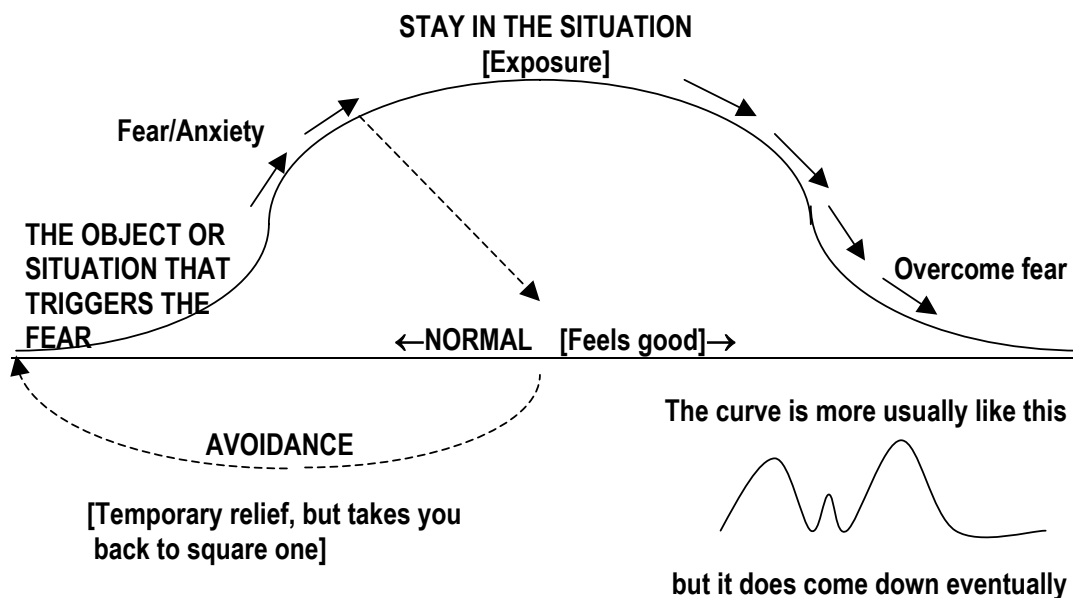 STAY IN THE SITUATION
[Exposure]
Fear/Anxiety
THE OBJECT OR
SITUATION THAT
TRIGGERS THE
FEAR
Overcome fear
←NORMAL [Feels good]→
The curve is more usually like this
AVOIDANCE
[Temporary relief, but takes you
back to square one]
but it does come down eventually